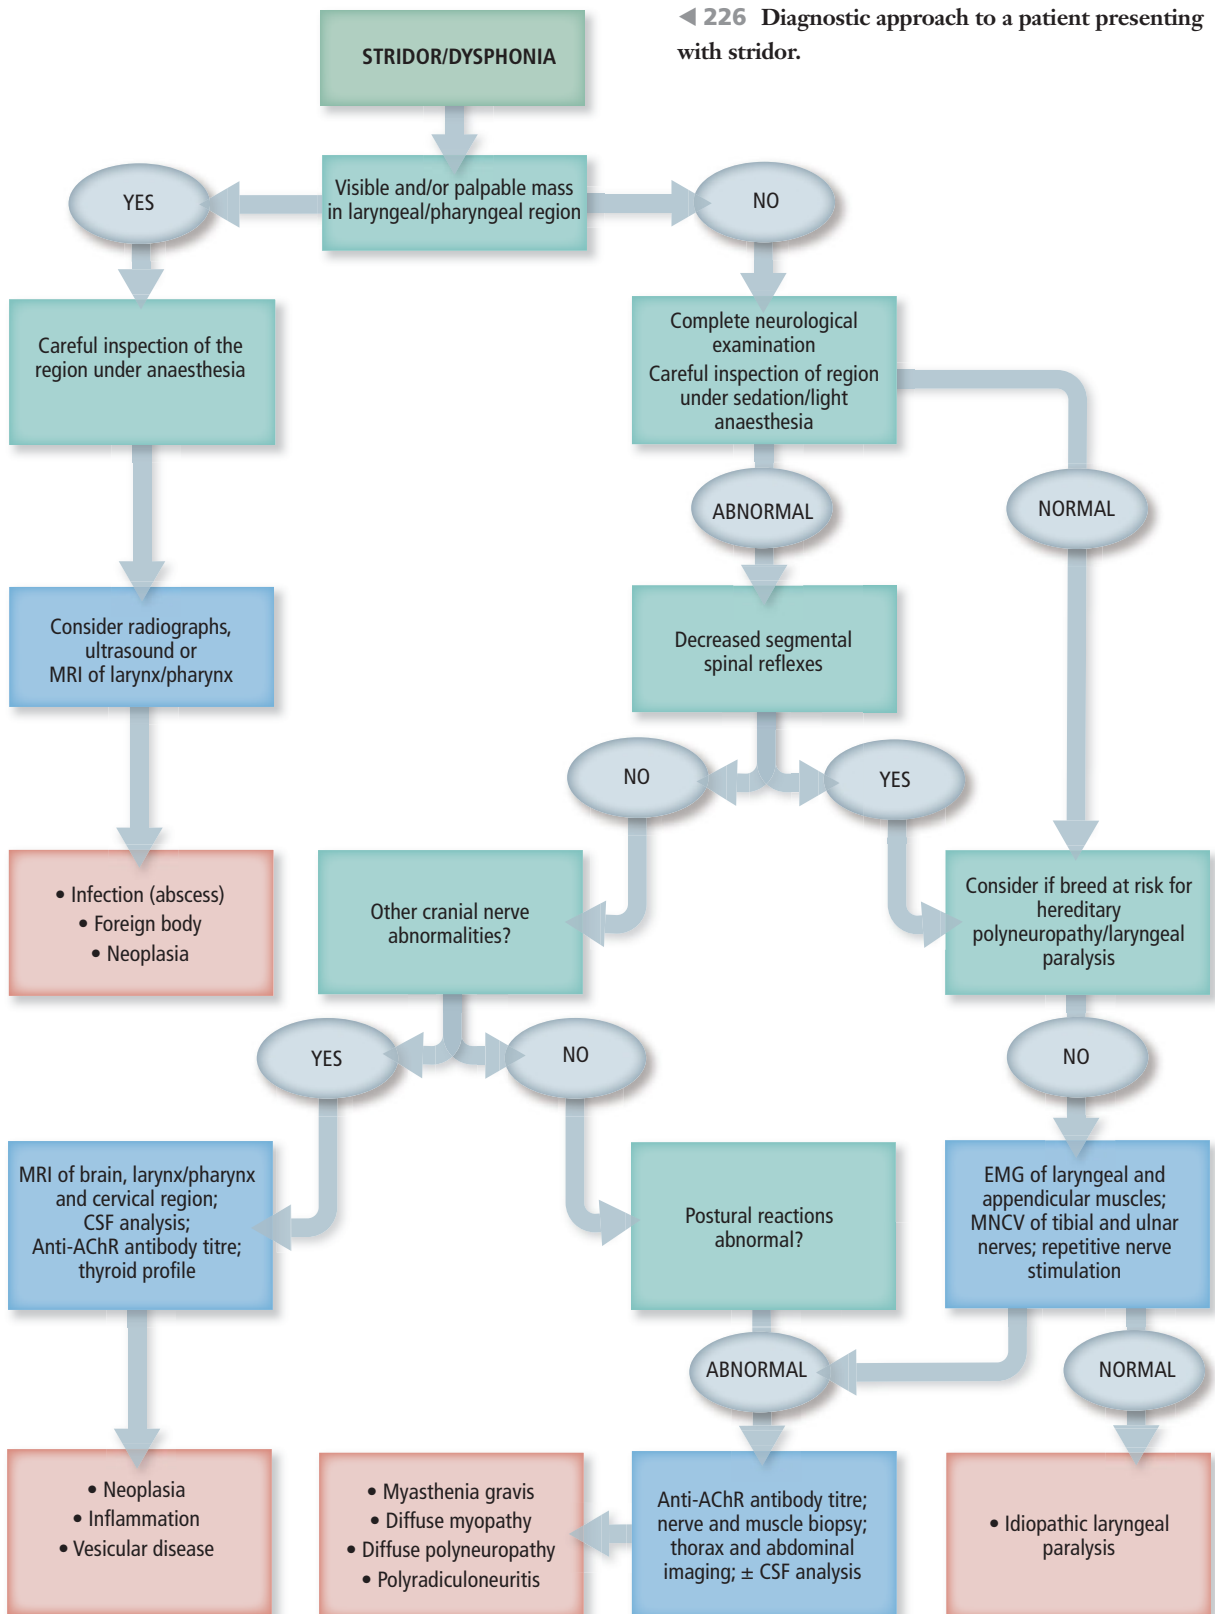 ◀ 226 Diagnostic approach to a patient presenting
with stridor.
STRIDOR/DYSPHONIA
Visible and/or palpable mass
in laryngeal/pharyngeal region
YES
NO
Careful inspection of the
region under anaesthesia
Complete neurological
examination
Careful inspection of region
under sedation/light
anaesthesia
ABNORMAL
NORMAL
Consider radiographs,
ultrasound or
MRI of larynx/pharynx
Decreased segmental
spinal reflexes
NO
YES
• Infection (abscess)
• Foreign body
• Neoplasia
Other cranial nerve
abnormalities?
Consider if breed at risk for
hereditary
polyneuropathy/laryngeal
paralysis
YES
NO
NO
MRI of brain, larynx/pharynx
and cervical region;
CSF analysis;
Anti-AChR antibody titre;
thyroid profile
Postural reactions
abnormal?
EMG of laryngeal and
appendicular muscles;
MNCV of tibial and ulnar
nerves; repetitive nerve
stimulation
ABNORMAL
NORMAL
• Neoplasia
• Inflammation
• Vesicular disease
• Myasthenia gravis
• Diffuse myopathy
• Diffuse polyneuropathy
• Polyradiculoneuritis
Anti-AChR antibody titre;
nerve and muscle biopsy;
thorax and abdominal
imaging; ± CSF analysis
• Idiopathic laryngeal
paralysis